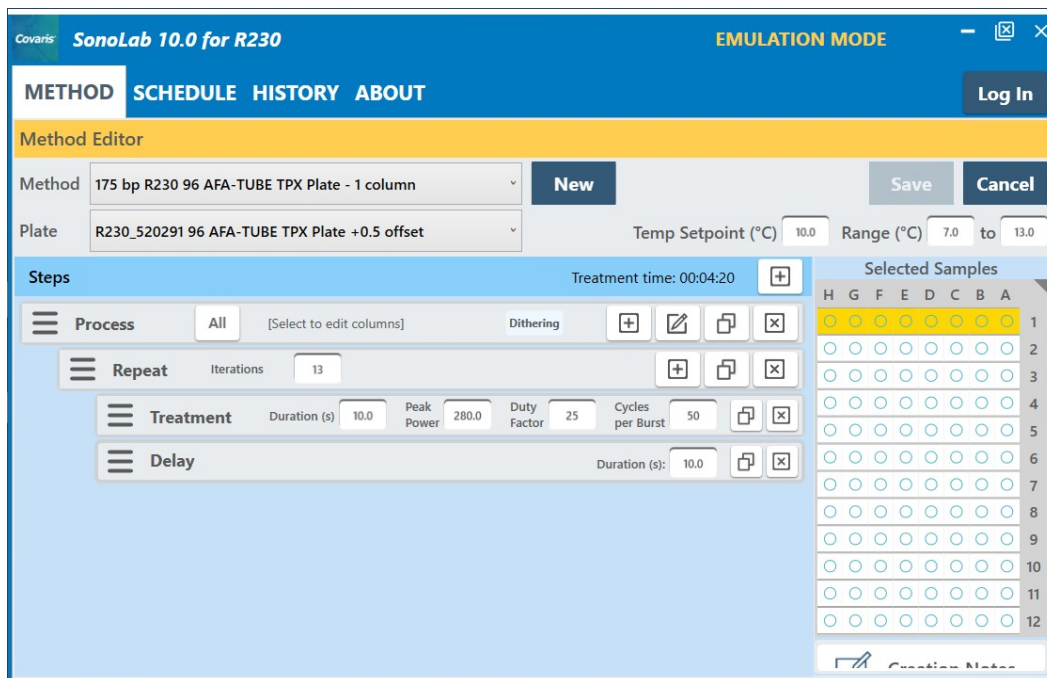 Covaris SonoLab 10.0 for R230 EMULATION MODE
METHOD SCHEDULE HISTORY ABOUT Log In
Method Editor
Method 175 bp R230 96 AFA-TUBE TPX Plate - 1 column New Save Cancel
Plate R230_520291 96 AFA-TUBE TPX Plate +0.5 offset Temp Setpoint (°C) 10.0 Range (°C) 7.0 to 13.0
Steps Treatment time: 00:04:20
Process All [Select to edit columns] Dithering
Repeat Iterations 13
Treatment Duration (s) 10.0 Peak Power 280.0 Duty Factor 25 Cycles per Burst 50
Delay Duration (s): 10.0
Selected Samples
H G F E D C B A
1
2
3
4
5
6
7
8
9
10
11
12
Creation Notes